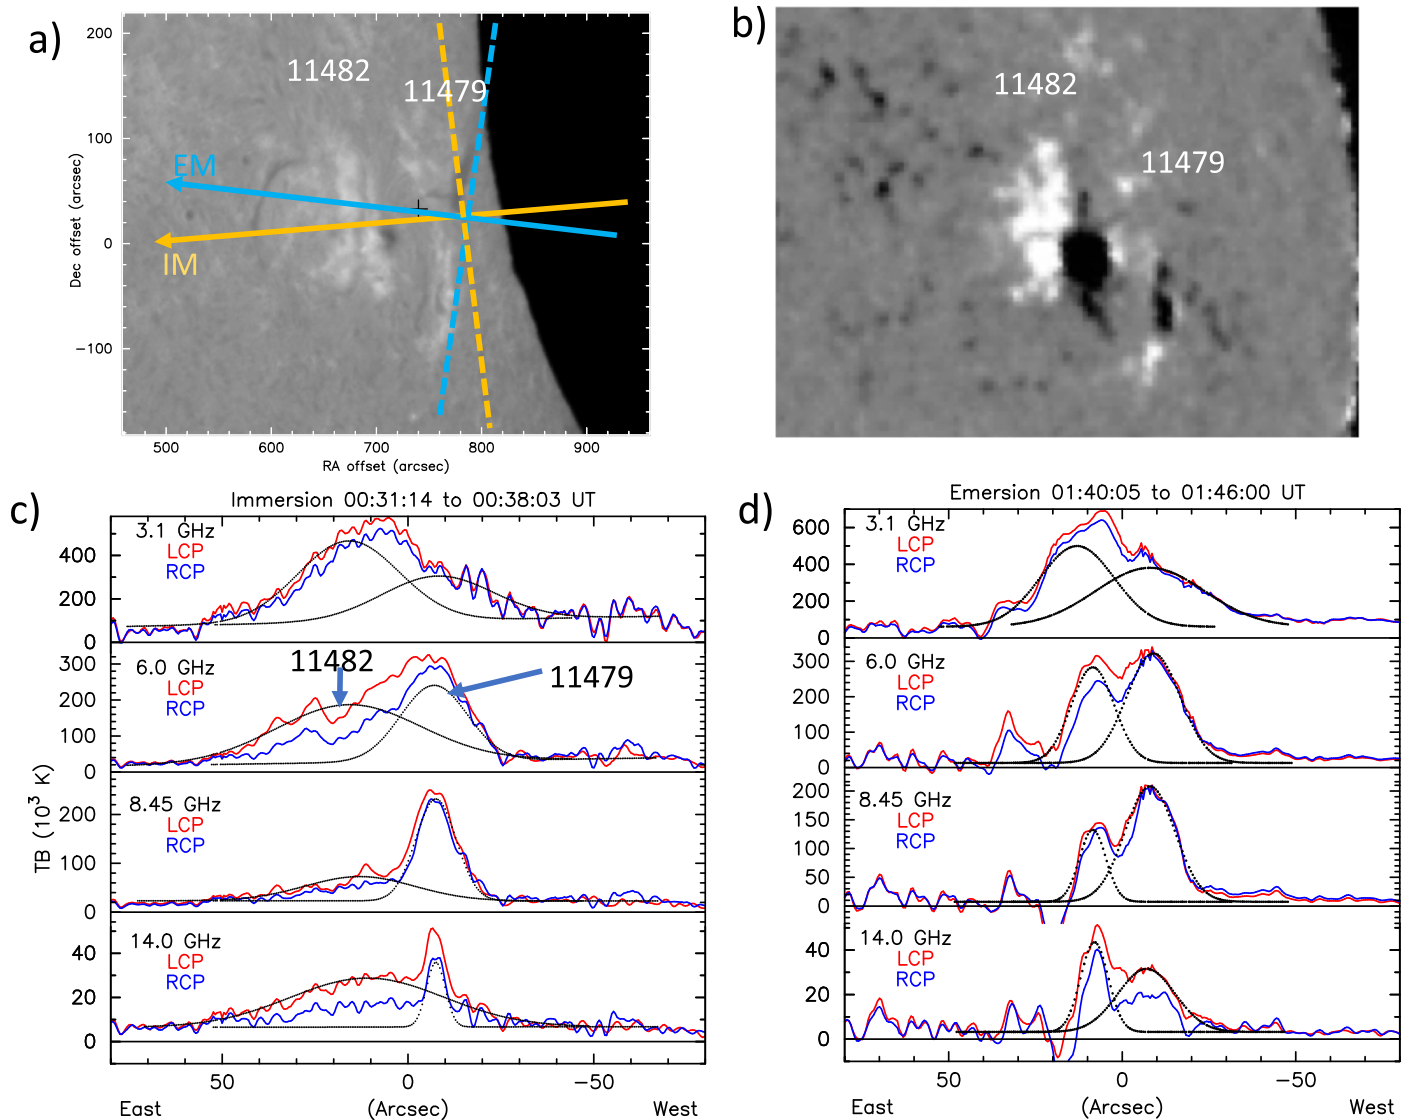 a)
200
100
0
−100
Dec offset (arcsec)
11482
11479
EM
IM
500
600
700
800
900
RA offset (arcsec)
b)
11482
11479
c)
Immersion 00:31:14 to 00:38:03 UT
3.1 GHz
LCP
RCP
400
200
0
6.0 GHz
LCP
RCP
11482
11479
300
200
100
0
8.45 GHz
LCP
RCP
200
100
0
14.0 GHz
LCP
RCP
40
20
0
TB (10³ K)
50
0
−50
East
(Arcsec)
West
d)
Emersion 01:40:05 to 01:46:00 UT
3.1 GHz
LCP
RCP
600
400
200
0
6.0 GHz
LCP
RCP
300
200
100
0
8.45 GHz
LCP
RCP
200
150
100
50
0
14.0 GHz
LCP
RCP
40
20
0
50
0
−50
East
(Arcsec)
West